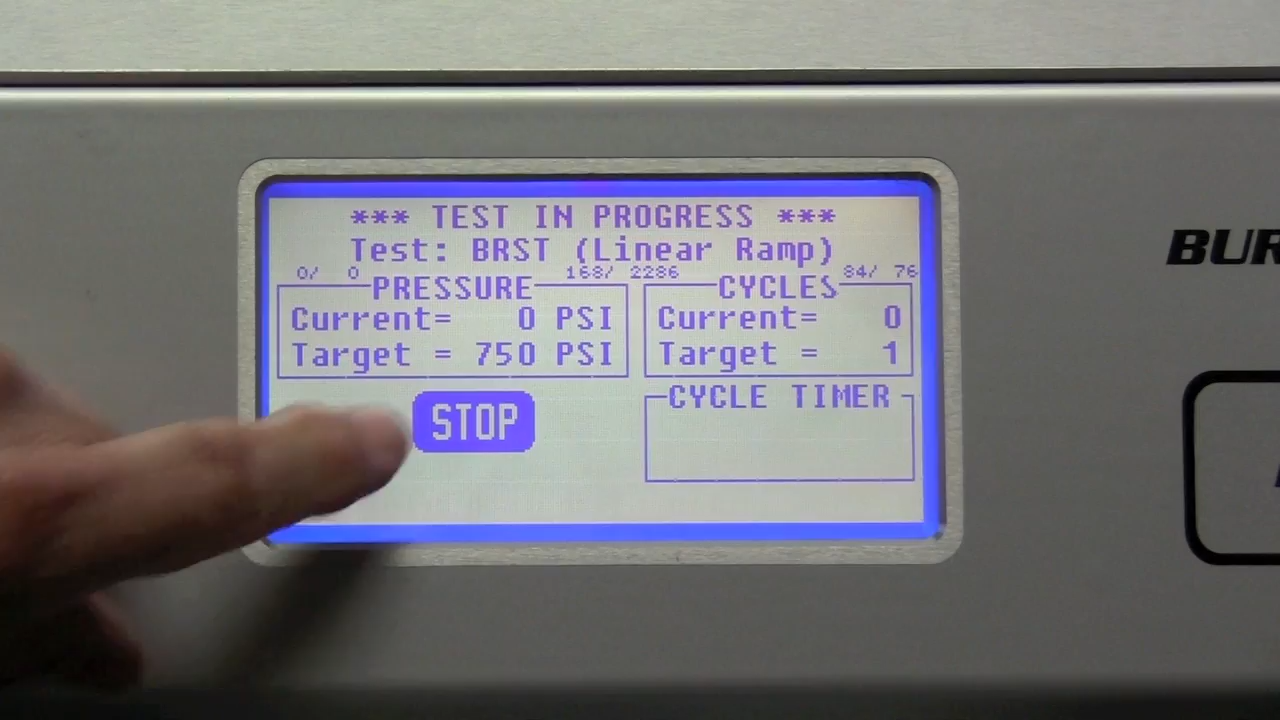 *** TEST IN PROGRESS ***
Test: BRST (Linear Ramp)
0/ 0 168/ 2286 84/ 76
PRESSURE CYCLES
Current= 0 PSI Current= 0
Target = 750 PSI Target = 1
CYCLE TIMER
STOP
BUR